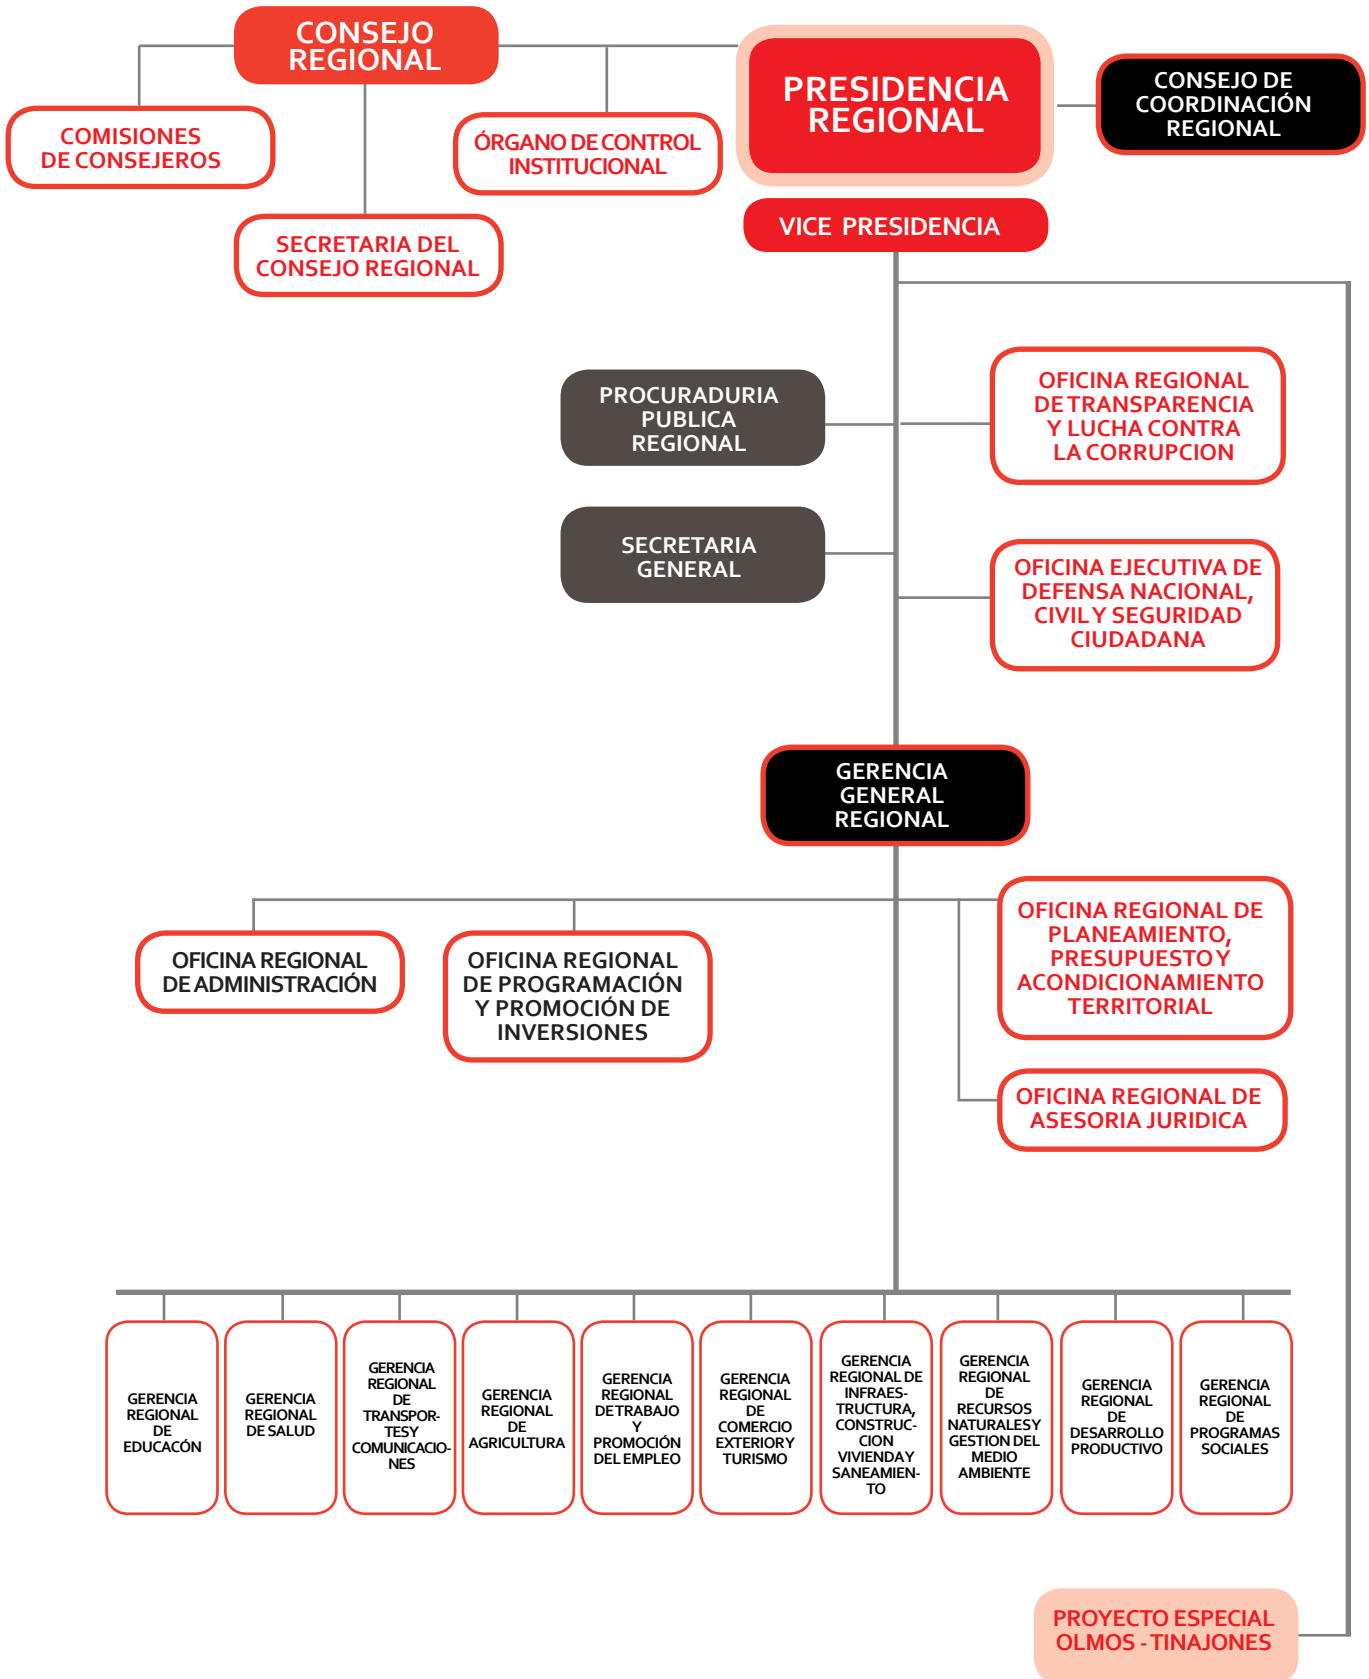 CONSEJO
REGIONAL
PRESIDENCIA
REGIONAL
CONSEJO DE
COORDINACIÓN
REGIONAL
COMISIONES
DE CONSEJEROS
ÓRGANO DE CONTROL
INSTITUCIONAL
SECRETARIA DEL
CONSEJO REGIONAL
VICE PRESIDENCIA
PROCURADURIA
PUBLICA
REGIONAL
OFICINA REGIONAL
DE TRANSPARENCIA
Y LUCHA CONTRA
LA CORRUPCION
SECRETARIA
GENERAL
OFICINA EJECUTIVA DE
DEFENSA NACIONAL,
CIVIL Y SEGURIDAD
CIUDADANA
GERENCIA
GENERAL
REGIONAL
OFICINA REGIONAL
DE ADMINISTRACIÓN
OFICINA REGIONAL
DE PROGRAMACIÓN
Y PROMOCIÓN DE
INVERSIONES
OFICINA REGIONAL DE
PLANEAMIENTO,
PRESUPUESTO Y
ACONDICIONAMIENTO
TERRITORIAL
OFICINA REGIONAL DE
ASESORIA JURIDICA
GERENCIA
REGIONAL
DE
EDUCACÓN
GERENCIA
REGIONAL
DE SALUD
GERENCIA
REGIONAL
DE
TRANSPOR-
TES Y
COMUNICACIO-
NES
GERENCIA
REGIONAL
DE
AGRICULTURA
GERENCIA
REGIONAL
DE TRABAJO
Y
PROMOCIÓN
DEL EMPLEO
GERENCIA
REGIONAL
DE
COMERCIO
EXTERIOR Y
TURISMO
GERENCIA
REGIONAL DE
INFRAES-
TRUCTURA,
CONSTRUC-
CION
VIVIENDA Y
SANEAMIEN-
TO
GERENCIA
REGIONAL
DE
RECURSOS
NATURALES Y
GESTION DEL
MEDIO
AMBIENTE
GERENCIA
REGIONAL
DE
DESARROLLO
PRODUCTIVO
GERENCIA
REGIONAL
DE
PROGRAMAS
SOCIALES
PROYECTO ESPECIAL
OLMOS - TINAJONES